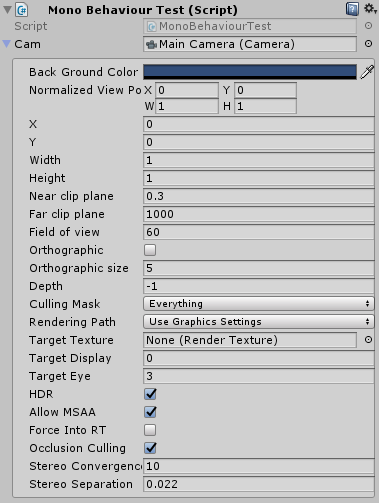 Mono Behaviour Test (Script)
Script MonoBehaviourTest
Cam Main Camera (Camera)
Back Ground Color
Normalized View Po X 0 Y 0
W 1 H 1
X 0
Y 0
Width 1
Height 1
Near clip plane 0.3
Far clip plane 1000
Field of view 60
Orthographic
Orthographic size 5
Depth -1
Culling Mask Everything
Rendering Path Use Graphics Settings
Target Texture None (Render Texture)
Target Display 0
Target Eye 3
HDR
Allow MSAA
Force Into RT
Occlusion Culling
Stereo Convergenc 10
Stereo Separation 0.022